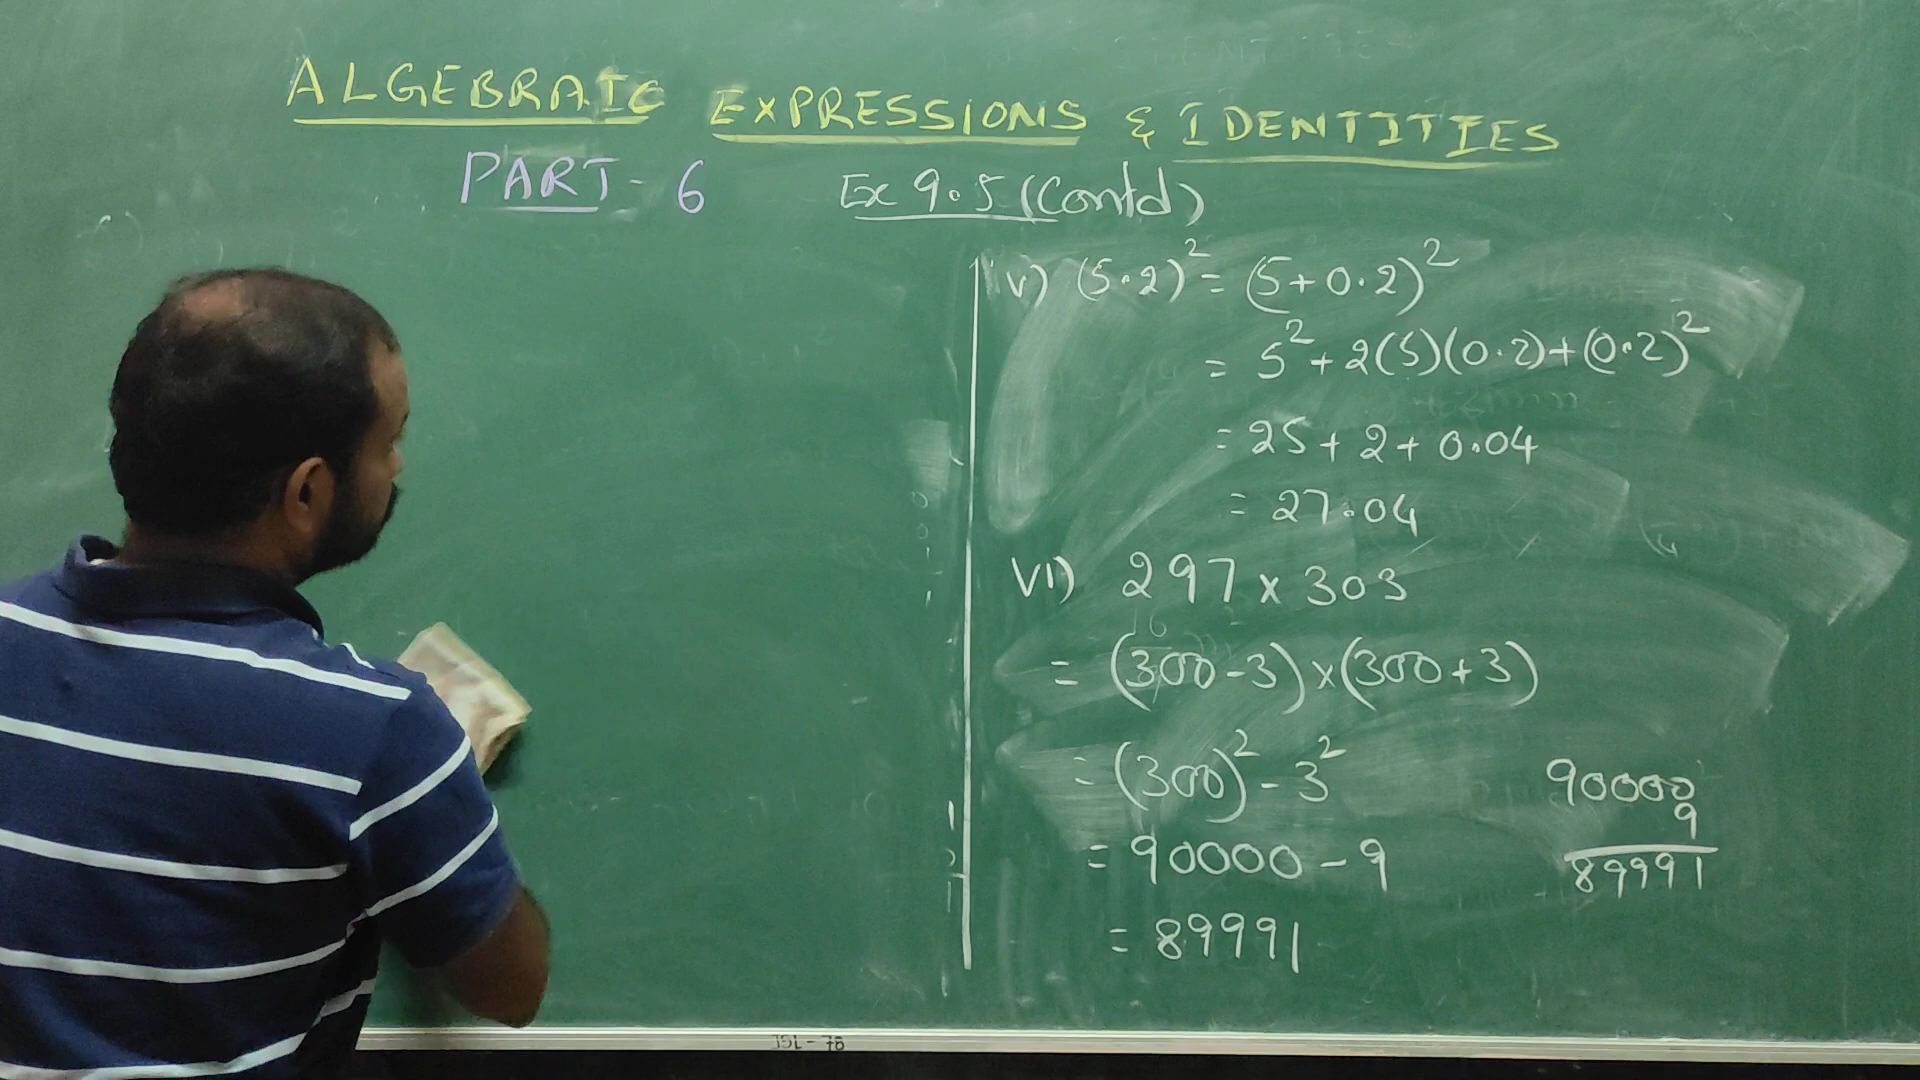 ALGEBRAIC EXPRESSIONS & IDENTITIES
PART - 6 Ex 9.5 (Contd)
v) (5.2)² = (5+0.2)²
= 5² + 2(5)(0.2)+(0.2)²
= 25 + 2 + 0.04
= 27.04
VI) 297 × 303
= (300-3)×(300+3)
= (300)² - 3²
= 90000 - 9
= 89991
90000
9
89991
JSL - 7B